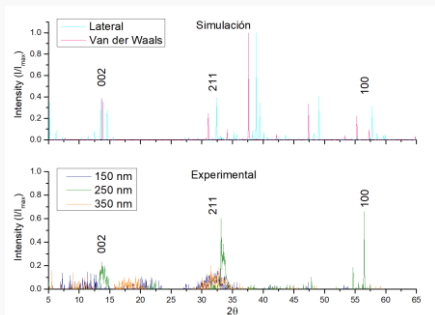 Simulación
Lateral
Van der Waals
Intensity (I/Imax)
1.0
0.8
0.6
0.4
0.2
0.0
002
211
100
Experimental
150 nm
250 nm
350 nm
Intensity (I/Imax)
1.0
0.8
0.6
0.4
0.2
0.0
002
211
100
5 10 15 20 25 30 35 40 45 50 55 60 65
2θ